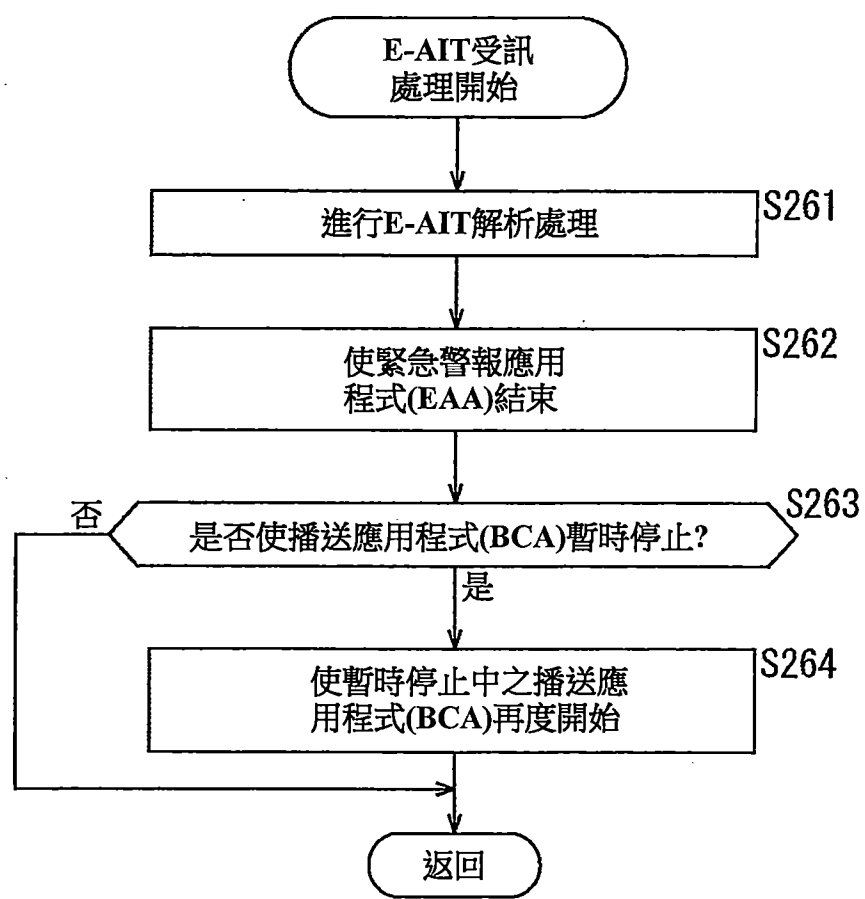 E-AIT受訊
處理開始
S261
進行E-AIT解析處理
S262
使緊急警報應用
程式(EAA)結束
S263
否
是否使播送應用程式(BCA)暫時停止?
是
S264
使暫時停止中之播送應
用程式(BCA)再度開始
返回